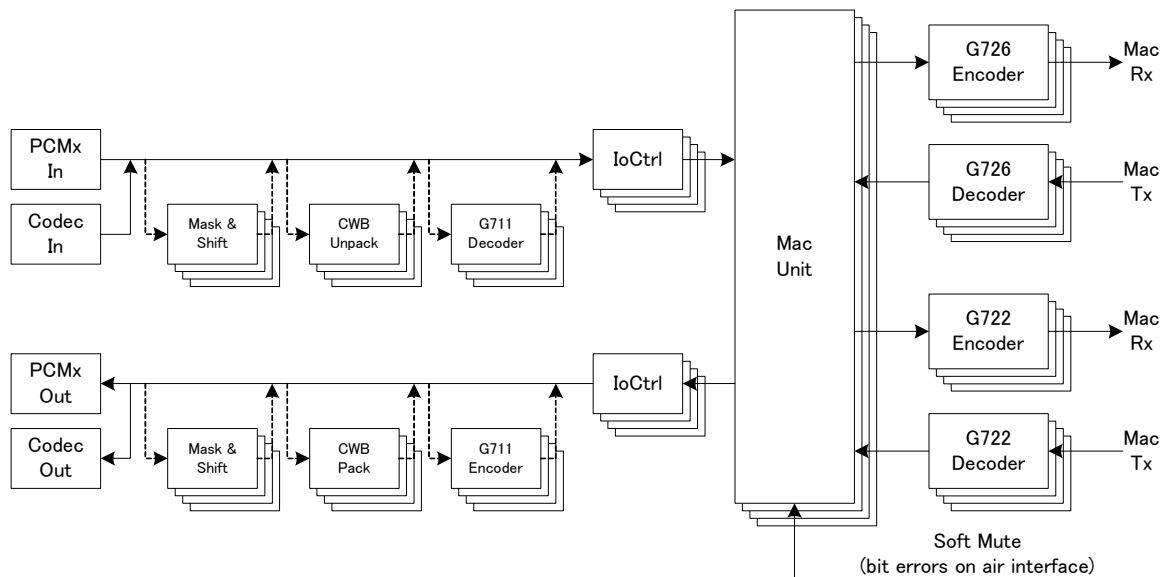 G726
Encoder
Mac
Rx
PCMx
In
IoCtrl
G726
Decoder
Mac
Tx
Codec
In
Mask &
Shift
CWB
Unpack
G711
Decoder
Mac
Unit
G722
Encoder
Mac
Rx
PCMx
Out
IoCtrl
Codec
Out
Mask &
Shift
CWB
Pack
G711
Encoder
G722
Decoder
Mac
Tx
Soft Mute
(bit errors on air interface)